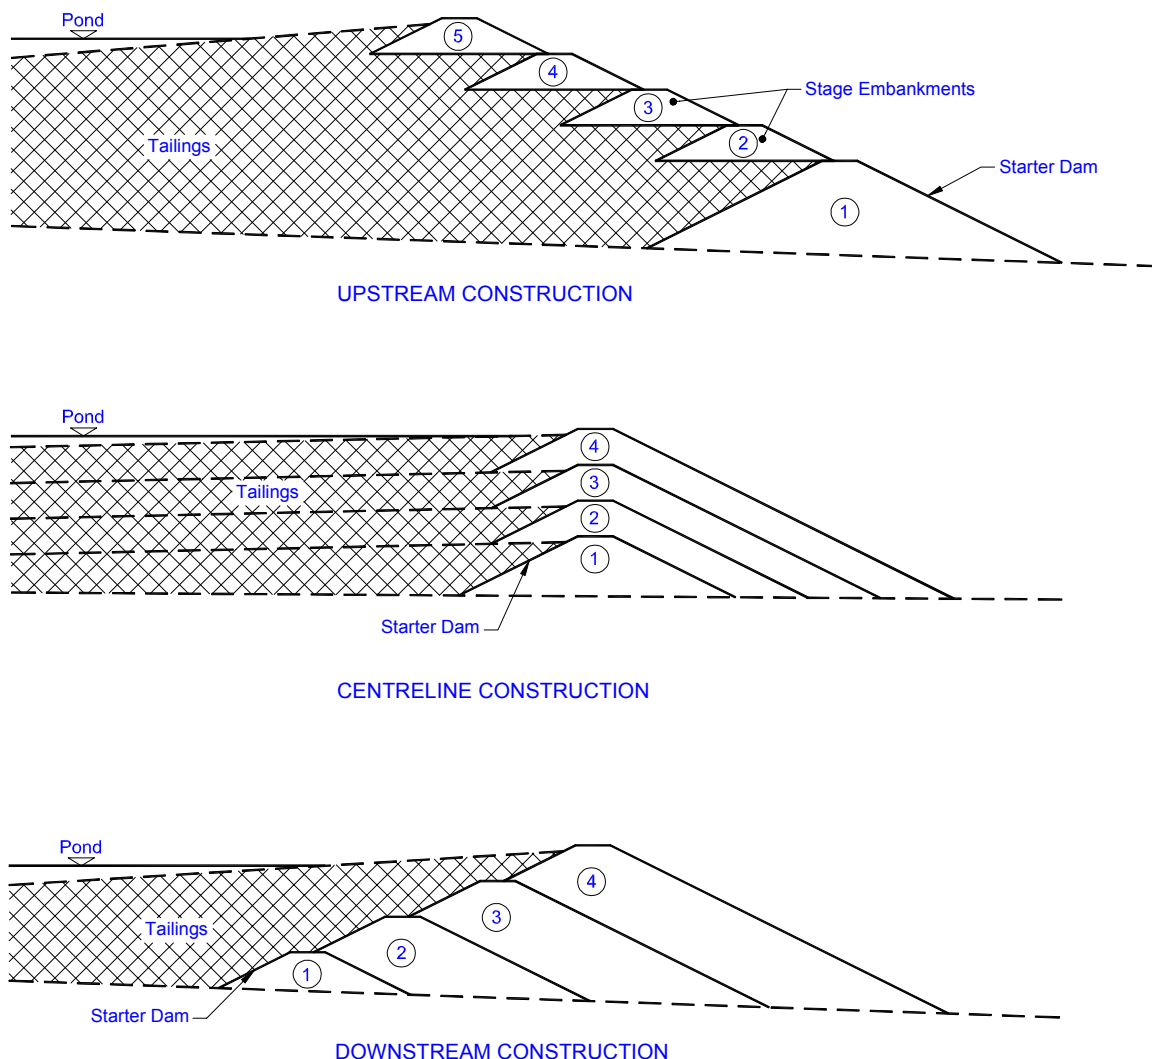 Pond
5
4
3
Stage Embankments
2
Tailings
Starter Dam
1
UPSTREAM CONSTRUCTION
Pond
4
3
Tailings
2
1
Starter Dam
CENTRELINE CONSTRUCTION
Pond
4
3
Tailings
2
1
Starter Dam
DOWNSTREAM CONSTRUCTION